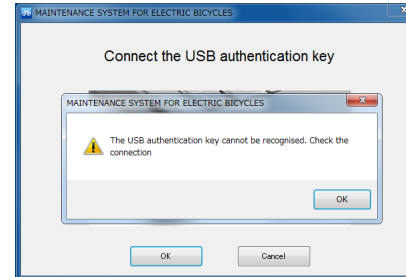 MAINTENANCE SYSTEM FOR ELECTRIC BICYCLES
Connect the USB authentication key
MAINTENANCE SYSTEM FOR ELECTRIC BICYCLES
The USB authentication key cannot be recognised. Check the
connection
OK
OK Cancel